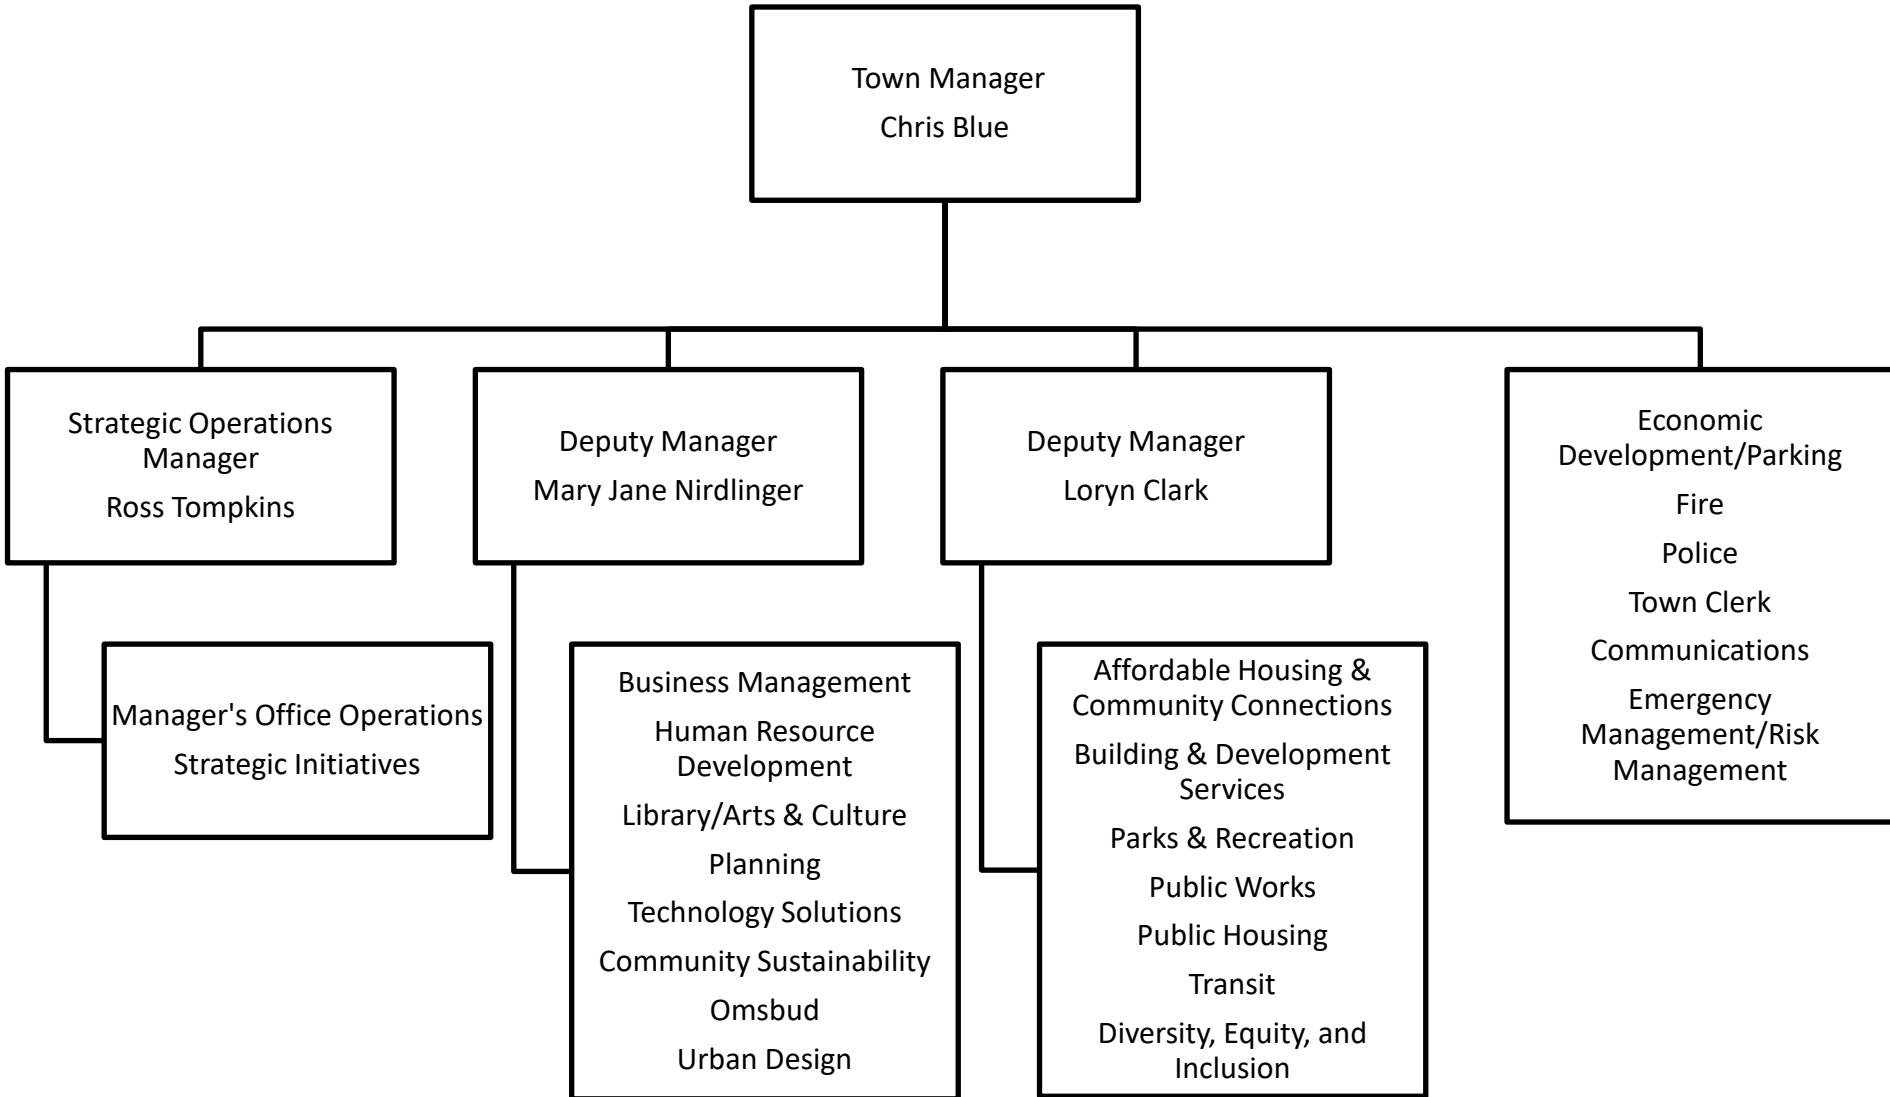 Town Manager
Chris Blue
Strategic Operations
Manager
Ross Tompkins
Deputy Manager
Mary Jane Nirdlinger
Deputy Manager
Loryn Clark
Economic
Development/Parking
Fire
Police
Town Clerk
Communications
Emergency
Management/Risk
Management
Manager's Office Operations
Strategic Initiatives
Business Management
Human Resource
Development
Library/Arts & Culture
Planning
Technology Solutions
Community Sustainability
Omsbud
Urban Design
Affordable Housing &
Community Connections
Building & Development
Services
Parks & Recreation
Public Works
Public Housing
Transit
Diversity, Equity, and
Inclusion